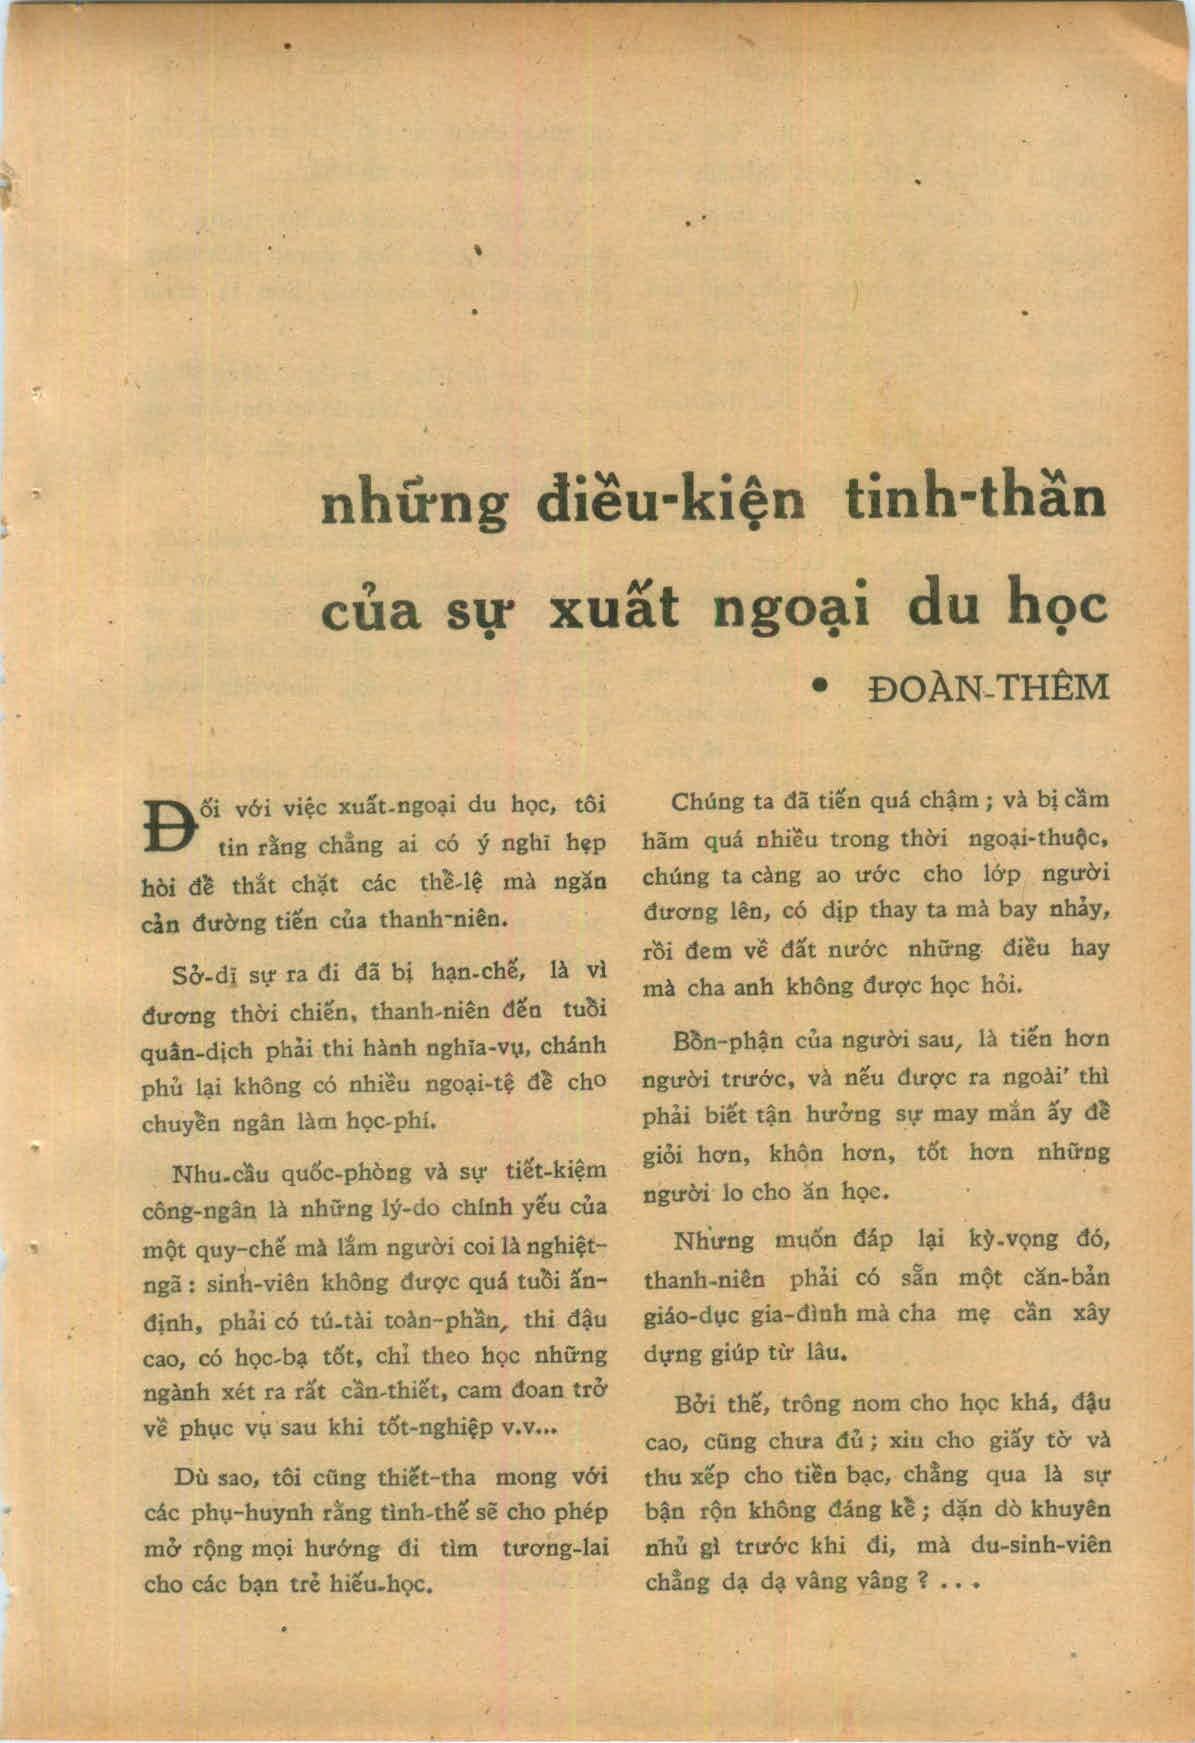 những điều-kiện tinh-thần
của sự xuất ngoại du học
• ĐOÀN-THÊM
Đối với việc xuất-ngoại du học, tôi
tin rằng chẳng ai có ý nghĩ hẹp
hòi để thắt chặt các thể-lệ mà ngăn
cản đường tiến của thanh-niên.
Sở-dĩ sự ra đi đã bị hạn-chế, là vì
đương thời chiến, thanh-niên đến tuổi
quân-dịch phải thi hành nghĩa-vụ, chánh
phủ lại không có nhiều ngoại-tệ để cho
chuyển ngân làm học-phí.
Nhu-cầu quốc-phòng và sự tiết-kiệm
công-ngân là những lý-do chính yếu của
một quy-chế mà lắm người coi là nghiệt-
ngã : sinh-viên không được quá tuổi ấn-
định, phải có tú-tài toàn-phần, thi đậu
cao, có học-bạ tốt, chỉ theo học những
ngành xét ra rất cần-thiết, cam đoan trở
về phục vụ sau khi tốt-nghiệp v.v...
Dù sao, tôi cũng thiết-tha mong với
các phụ-huynh rằng tình-thế sẽ cho phép
mở rộng mọi hướng đi tìm tương-lai
cho các bạn trẻ hiếu-học.
Chúng ta đã tiến quá chậm ; và bị cầm
hãm quá nhiều trong thời ngoại-thuộc,
chúng ta càng ao ước cho lớp người
đương lên, có dịp thay ta mà bay nhảy,
rồi đem về đất nước những điều hay
mà cha anh không được học hỏi.
Bổn-phận của người sau, là tiến hơn
người trước, và nếu được ra ngoài' thì
phải biết tận hưởng sự may mắn ấy để
giỏi hơn, khôn hơn, tốt hơn những
người lo cho ăn học.
Nhưng muốn đáp lại kỳ-vọng đó,
thanh-niên phải có sẵn một căn-bản
giáo-dục gia-đình mà cha mẹ cần xây
dựng giúp từ lâu.
Bởi thế, trông nom cho học khá, đậu
cao, cũng chưa đủ ; xin cho giấy tờ và
thu xếp cho tiền bạc, chẳng qua là sự
bận rộn không đáng kể ; dặn dò khuyên
nhủ gì trước khi đi, mà du-sinh-viên
chẳng dạ dạ vâng vâng ? . . .